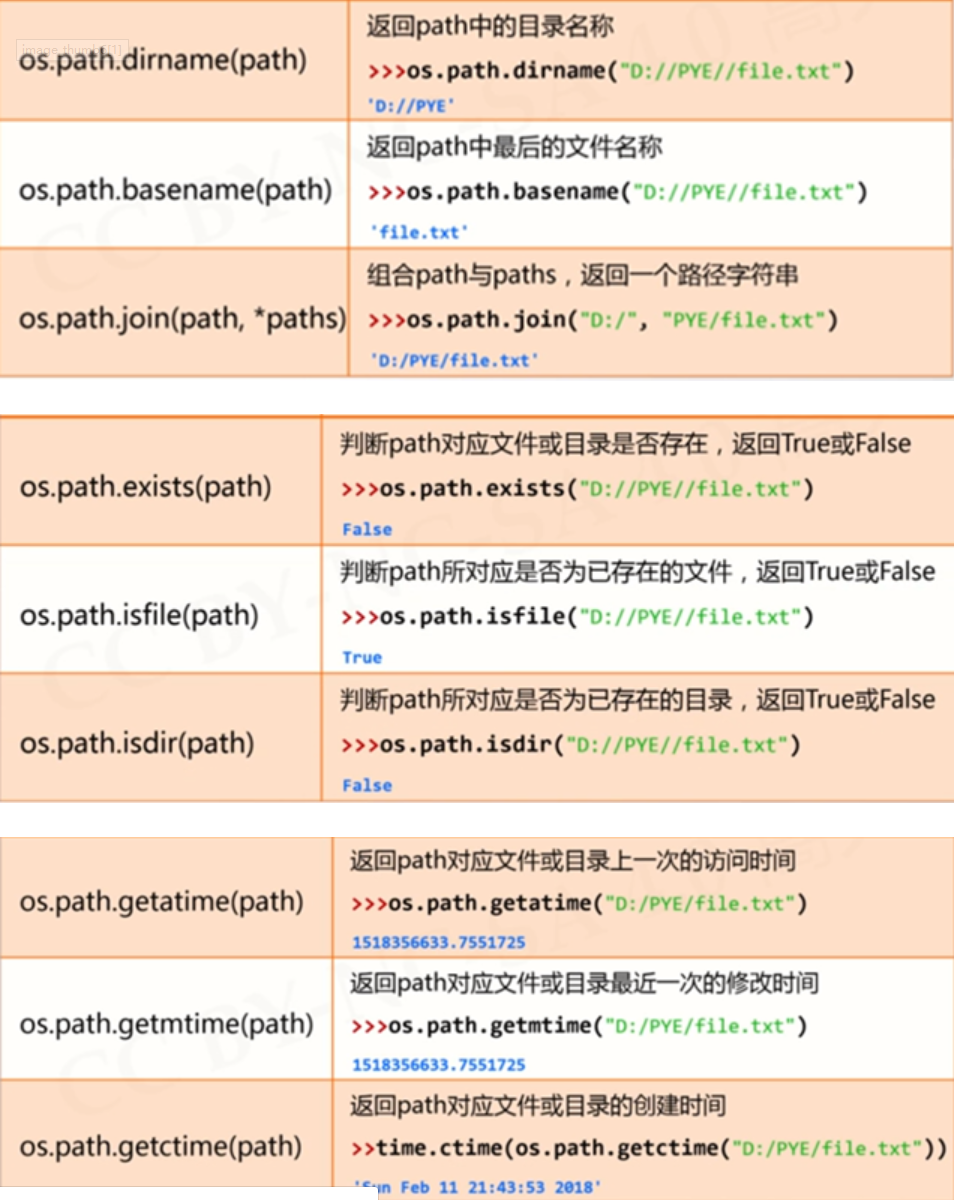 image_thumb[1]
os.path.dirname(path)
返回path中的目录名称
>>>os.path.dirname("D://PYE//file.txt")
'D://PYE'
os.path.basename(path)
返回path中最后的文件名称
>>>os.path.basename("D://PYE//file.txt")
'file.txt'
os.path.join(path, *paths)
组合path与paths，返回一个路径字符串
>>>os.path.join("D:/", "PYE/file.txt")
'D:/PYE/file.txt'
os.path.exists(path)
判断path对应文件或目录是否存在，返回True或False
>>>os.path.exists("D://PYE//file.txt")
False
os.path.isfile(path)
判断path所对应是否为已存在的文件，返回True或False
>>>os.path.isfile("D://PYE//file.txt")
True
os.path.isdir(path)
判断path所对应是否为已存在的目录，返回True或False
>>>os.path.isdir("D://PYE//file.txt")
False
os.path.getatime(path)
返回path对应文件或目录上一次的访问时间
>>>os.path.getatime("D:/PYE/file.txt")
1518356633.7551725
os.path.getmtime(path)
返回path对应文件或目录最近一次的修改时间
>>>os.path.getmtime("D:/PYE/file.txt")
1518356633.7551725
os.path.getctime(path)
返回path对应文件或目录的创建时间
>>time.ctime(os.path.getctime("D:/PYE/file.txt"))
'Sun Feb 11 21:43:53 2018'
CC BY-NC-SA 4.0